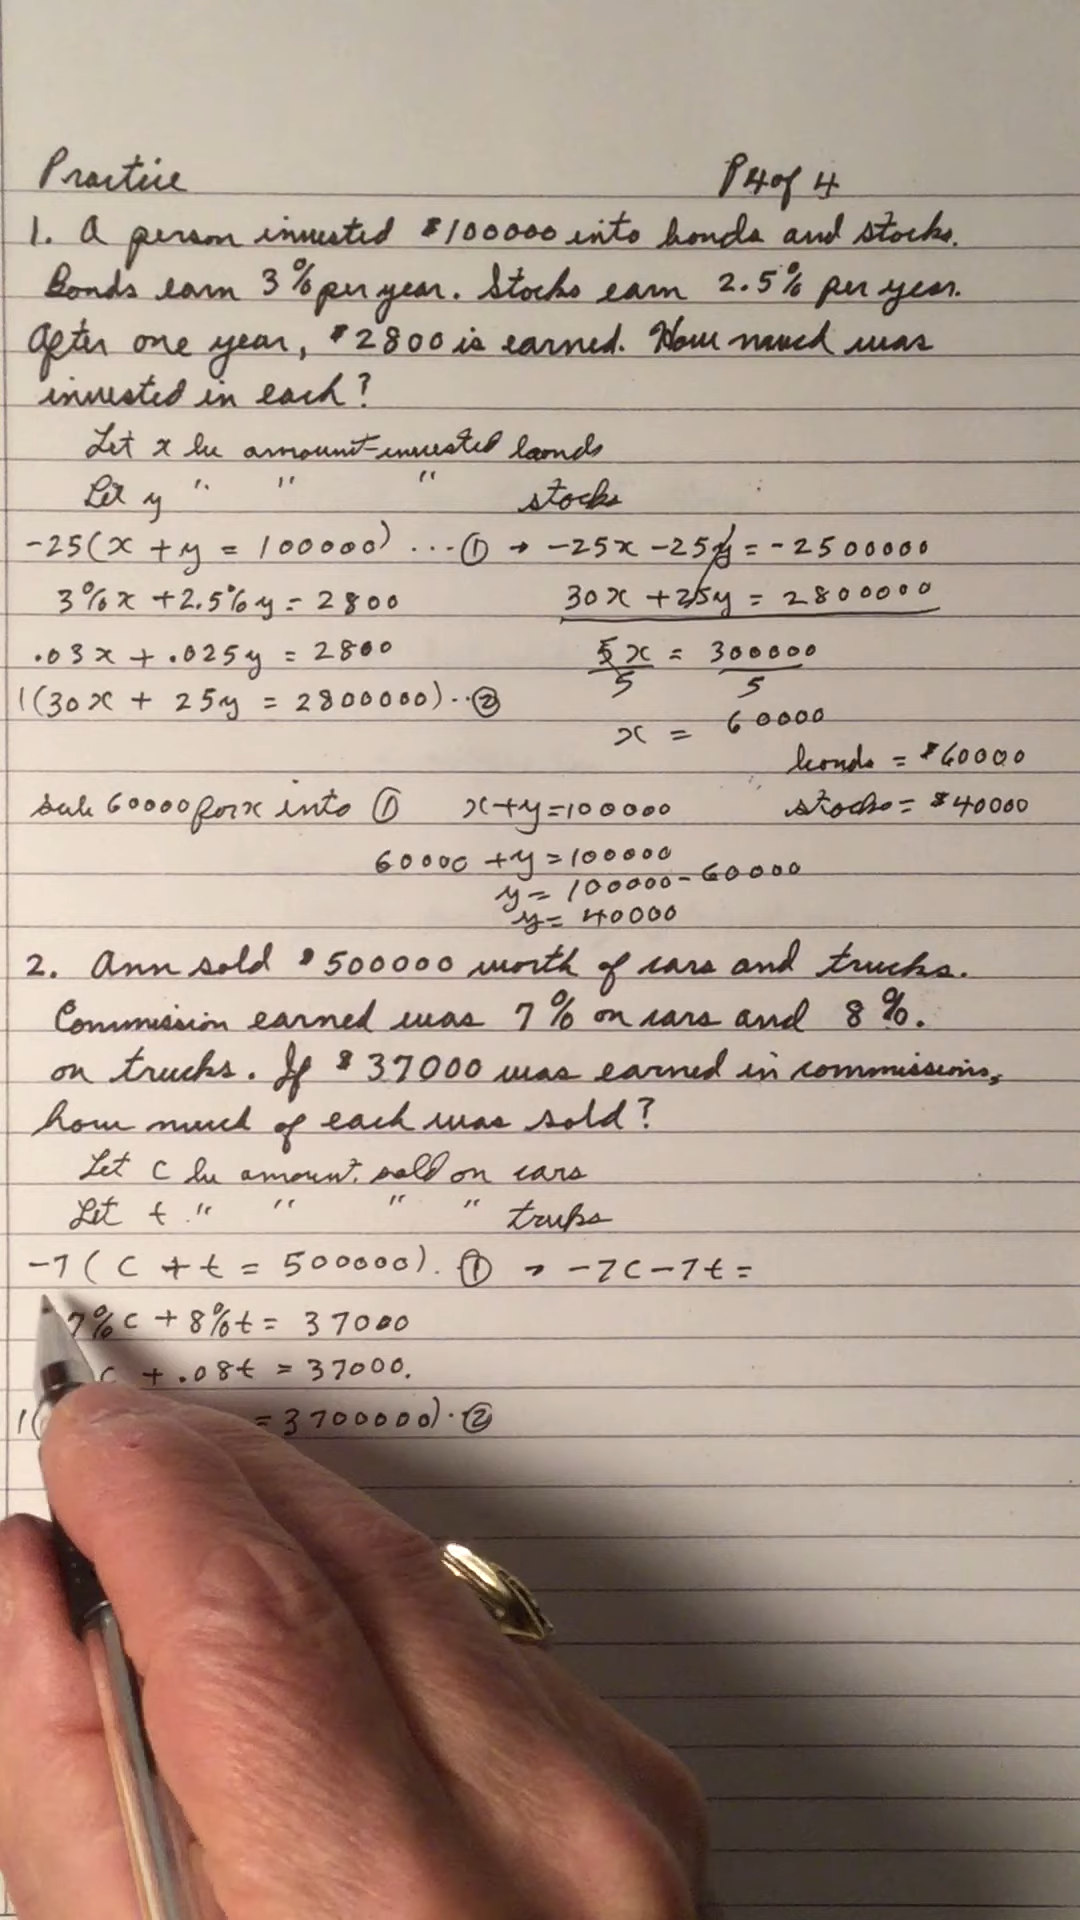 Practice P4 of 4
1. A person invested $100000 into bonds and stocks.
Bonds earn 3% per year. Stocks earn 2.5% per year.
After one year, $2800 is earned. How much was
invested in each?
Let x be amount invested bonds
Let y " " " stocks
-25(x + y = 100000) ... ① → -25x - 25y = -2500000
3%x + 2.5%y = 2800 30x + 25y = 2800000
.03x + .025y = 2800 5x = 300000
5 5
1(30x + 25y = 2800000) .. ②
x = 60000
bonds = $60000
sub 60000 for x into ① x+y=100000 stocks = $40000
60000 + y = 100000
y = 100000 - 60000
y = 40000
2. Ann sold $500000 worth of cars and trucks.
Commission earned was 7% on cars and 8%.
on trucks. If $37000 was earned in commissions,
how much of each was sold?
Let c be amount sold on cars
Let t " " " " truks
-7(c + t = 500000). ① → -7c - 7t =
7%c + 8%t = 37000
c + .08t = 37000.
1( = 3700000) . ②